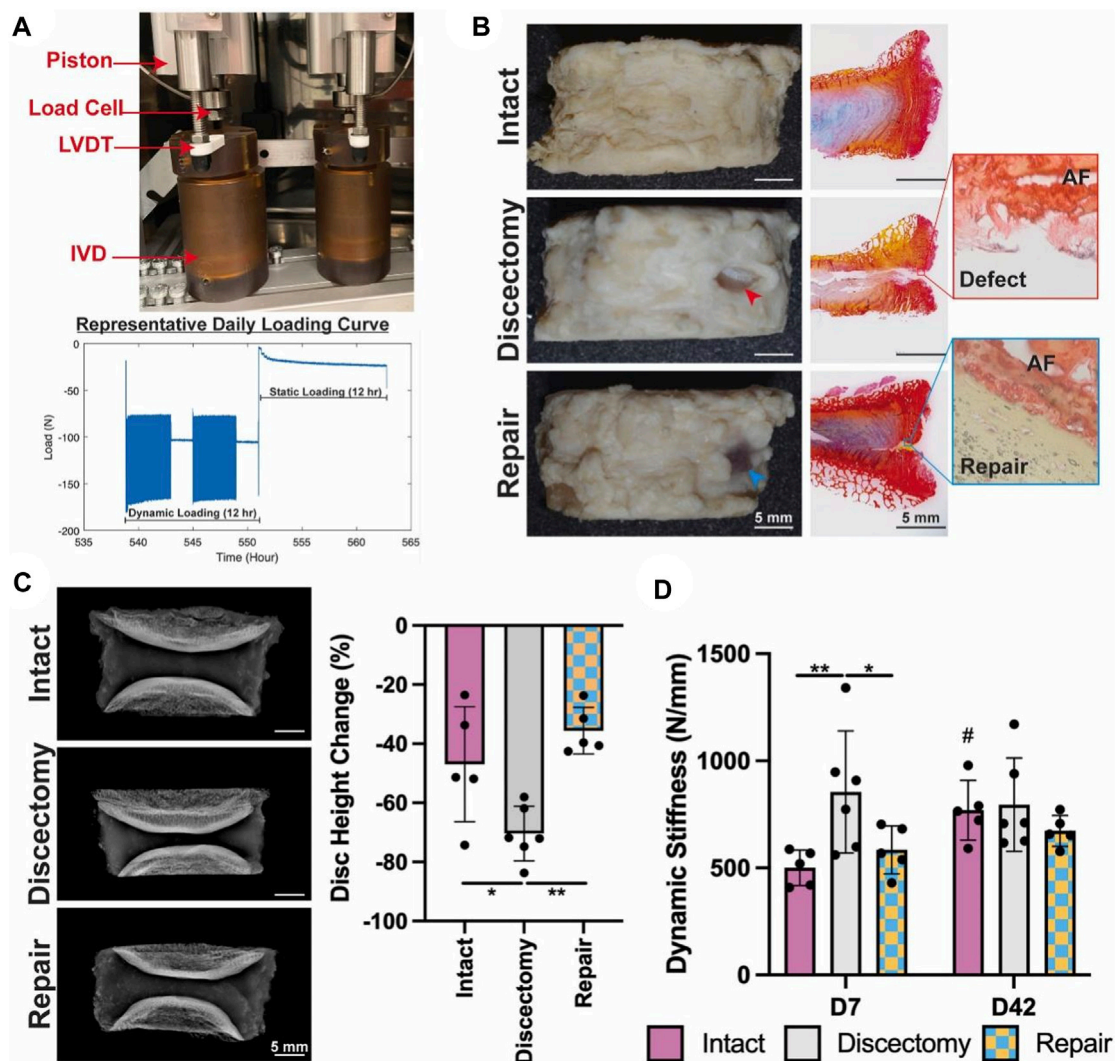 A
Piston
Load Cell
LVDT
IVD
Representative Daily Loading Curve
0
-50
-100
-150
-200
Load (N)
Static Loading (12 hr)
Dynamic Loading (12 hr)
535
540
545
550
555
560
565
Time (Hour)
B
Intact
Discectomy
Repair
5 mm
5 mm
AF
Defect
AF
Repair
C
Intact
Discectomy
Repair
5 mm
Disc Height Change (%)
0
-20
-40
-60
-80
-100
*
**
Intact
Discectomy
Repair
D
Dynamic Stiffness (N/mm)
1500
1000
500
0
**
*
#
D7
D42
Intact
Discectomy
Repair